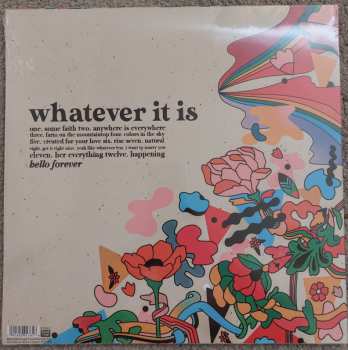 whatever it is
one. some faith two. anywhere is everywhere
three. farts on the mountaintop four. colors in the sky
five. created for your love six. rise seven. natural
eight. get it right nine. yeah like whatever ten. i want to marry you
eleven. her everything twelve. happening
hello forever